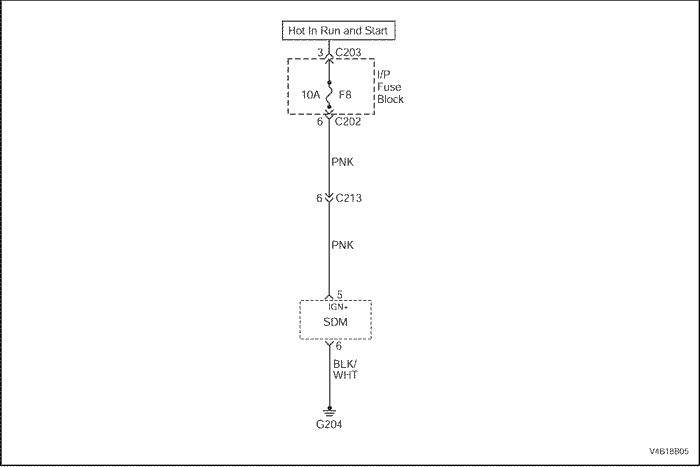 Hot In Run and Start
3 C203
I/P
Fuse
Block
10A F8
6 C202
PNK
6 C213
PNK
5
IGN+
SDM
6
BLK/
WHT
G204
V4B18B05